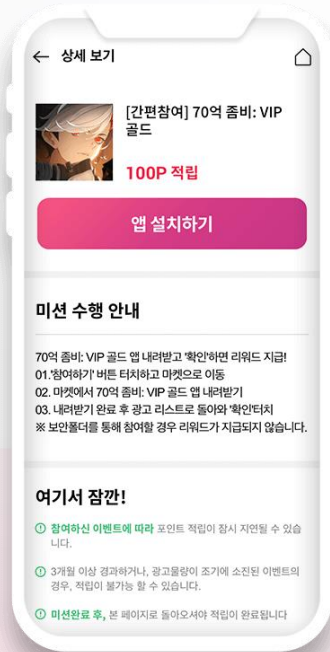 ← 상세 보기
[간편참여] 70억 좀비: VIP
골드
100P 적립
앱 설치하기
미션 수행 안내
70억 좀비: VIP 골드 앱 내려받고 '확인'하면 리워드 지급!
01.'참여하기' 버튼 터치하고 마켓으로 이동
02. 마켓에서 70억 좀비: VIP 골드 앱 내려받기
03. 내려받기 완료 후 광고 리스트로 돌아와 '확인'터치
※ 보안폴더를 통해 참여할 경우 리워드가 지급되지 않습니다.
여기서 잠깐!
참여하신 이벤트에 따라 포인트 적립이 잠시 지연될 수 있습
니다.
3개월 이상 경과하거나, 광고물량이 조기에 소진된 이벤트의
경우, 적립이 불가능 할 수 있습니다.
미션완료 후, 본 페이지로 돌아오셔야 적립이 완료됩니다